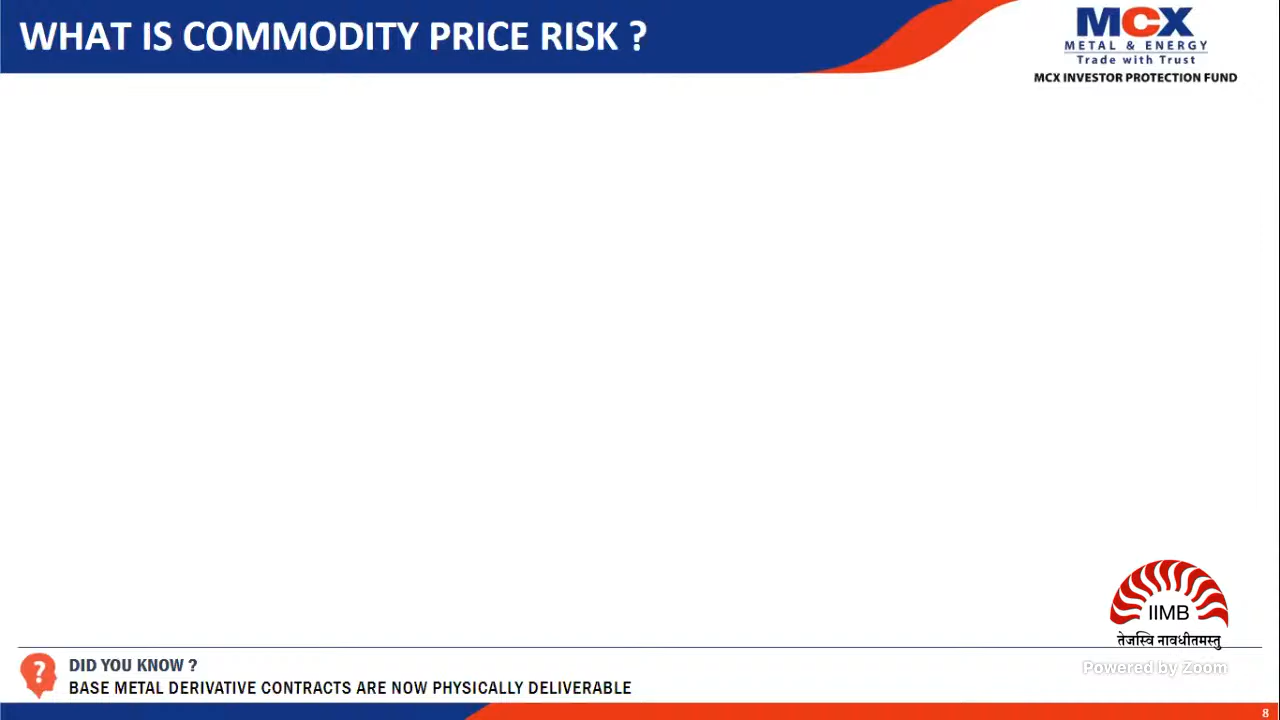 WHAT IS COMMODITY PRICE RISK ?
MCX
METAL & ENERGY
Trade with Trust
MCX INVESTOR PROTECTION FUND
IIMB
तेजस्वि नावधीतमस्तु
?
DID YOU KNOW ?
BASE METAL DERIVATIVE CONTRACTS ARE NOW PHYSICALLY DELIVERABLE
Powered by Zoom
8